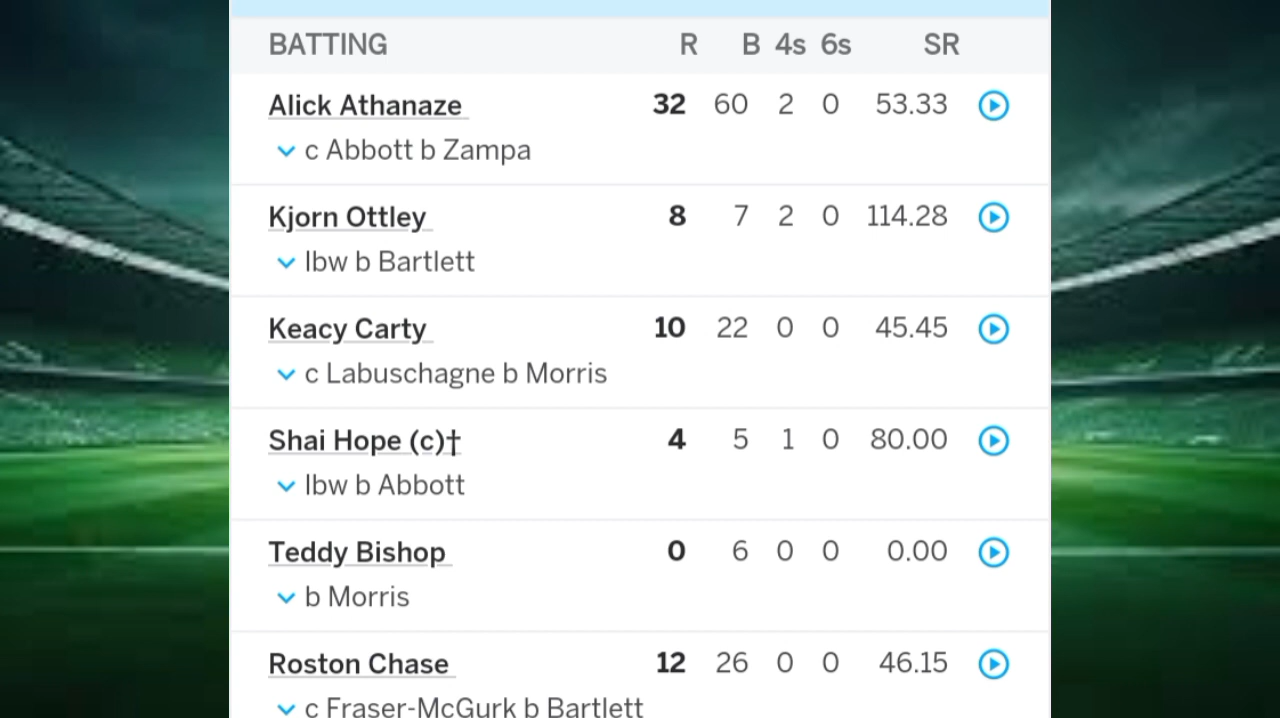 BATTING R B 4s 6s SR
Alick Athanaze 32 60 2 0 53.33
c Abbott b Zampa
Kjorn Ottley 8 7 2 0 114.28
lbw b Bartlett
Keacy Carty 10 22 0 0 45.45
c Labuschagne b Morris
Shai Hope (c)† 4 5 1 0 80.00
lbw b Abbott
Teddy Bishop 0 6 0 0 0.00
b Morris
Roston Chase 12 26 0 0 46.15
c Fraser-McGurk b Bartlett